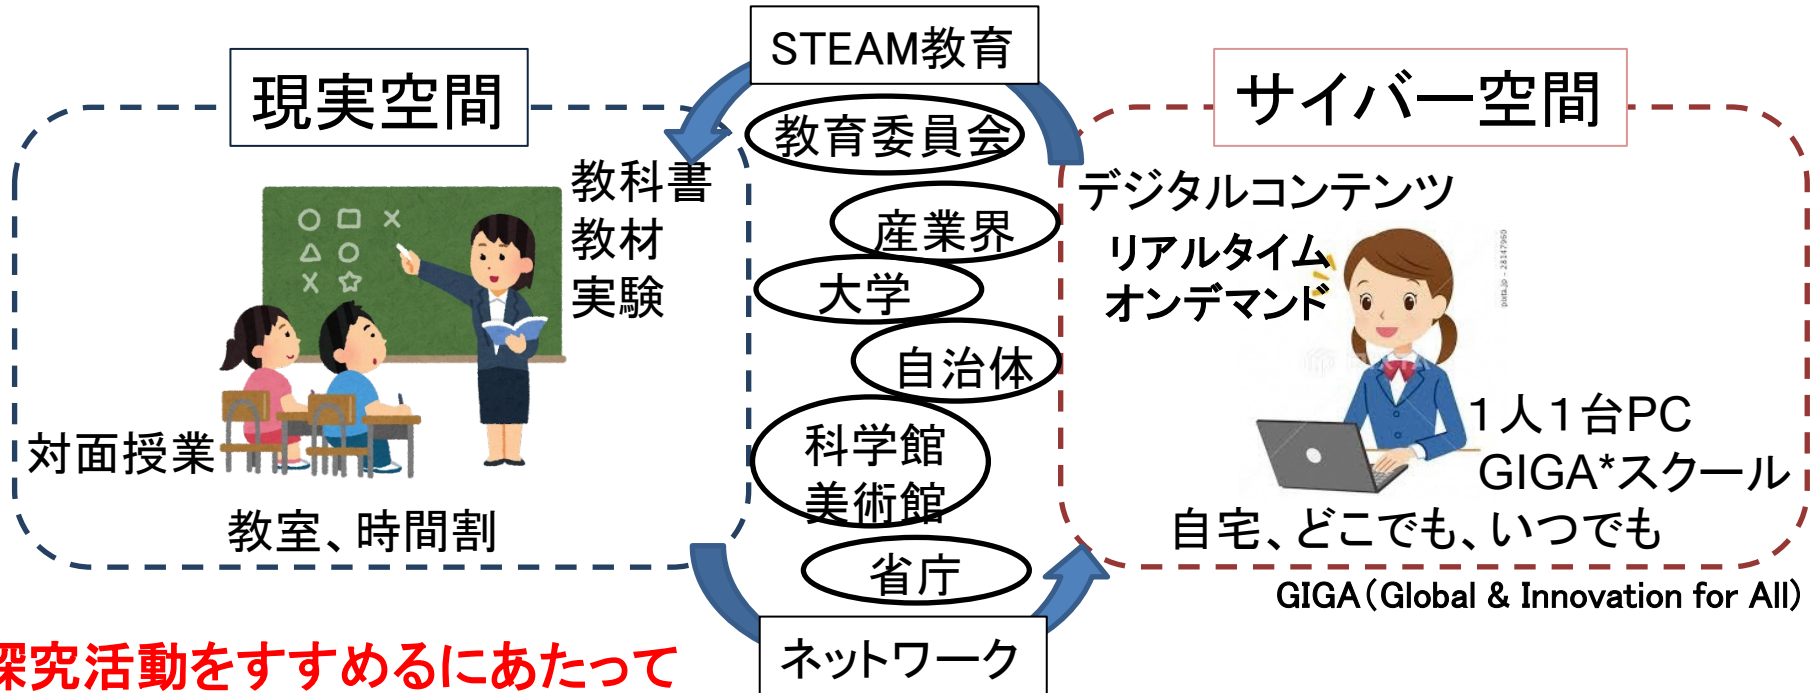 STEAM教育
現実空間
サイバー空間
教育委員会
教科書
教材
実験
産業界
大学
自治体
科学館
美術館
省庁
対面授業
教室、時間割
デジタルコンテンツ
リアルタイム
オンデマンド
pixta.jp - 28147960
1人1台PC
GIGA*スクール
自宅、どこでも、いつでも
GIGA(Global & Innovation for All)
探究活動をすすめるにあたって
ネットワーク